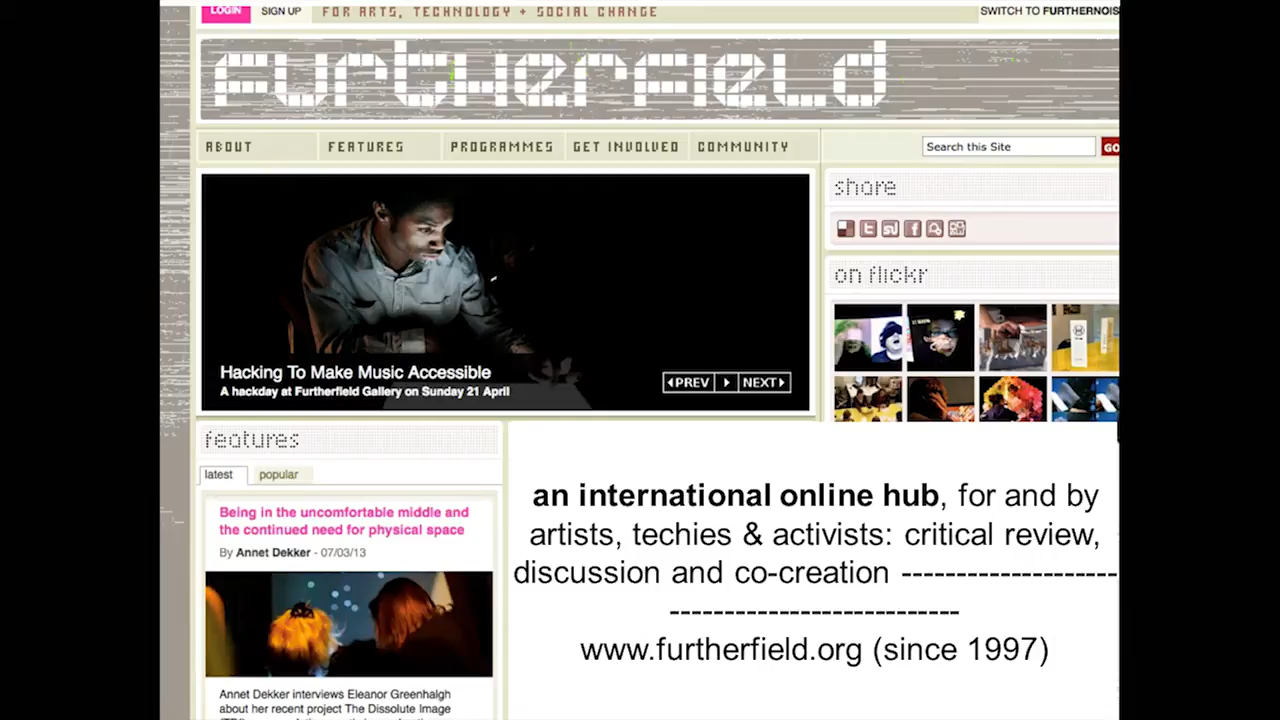 LOGIN
SIGN UP
FOR ARTS, TECHNOLOGY + SOCIAL CHANGE
SWITCH TO FURTHERNOIS
FurtherField
ABOUT
FEATURES
PROGRAMMES
GET INVOLVED
COMMUNITY
Search this Site
GO
share
on flickr
Hacking To Make Music Accessible
A hackday at Furtherfield Gallery on Sunday 21 April
PREV
NEXT
features
latest
popular
Being in the uncomfortable middle and
the continued need for physical space
By Annet Dekker - 07/03/13
Annet Dekker interviews Eleanor Greenhalgh
about her recent project The Dissolute Image
an international online hub, for and by
artists, techies & activists: critical review,
discussion and co-creation --------------------
--------------------------
www.furtherfield.org (since 1997)